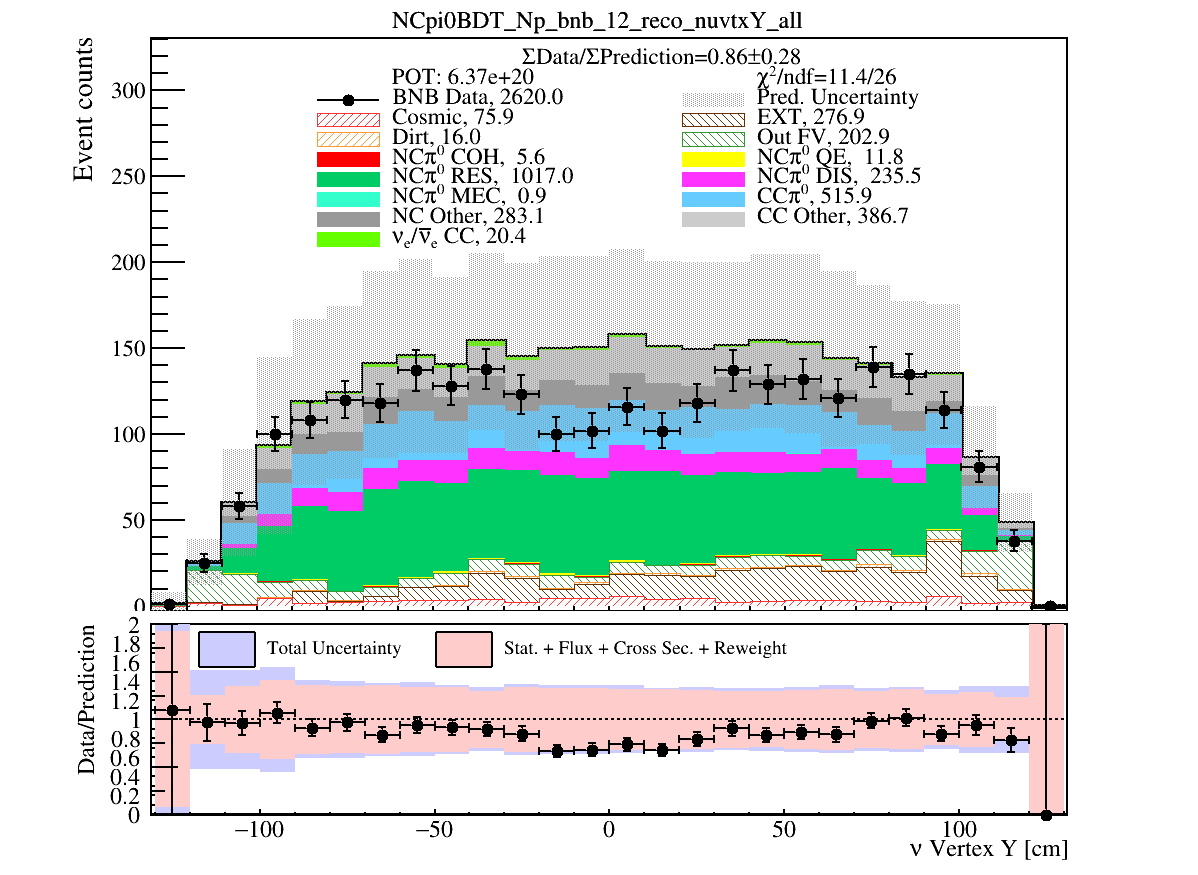 NCpi0BDT_Np_bnb_12_reco_nuvtxY_all
ΣData/ΣPrediction=0.86±0.28
POT: 6.37e+20
χ²/ndf=11.4/26
BNB Data, 2620.0
Pred. Uncertainty
Cosmic, 75.9
EXT, 276.9
Dirt, 16.0
Out FV, 202.9
NCπ⁰ COH, 5.6
NCπ⁰ QE, 11.8
NCπ⁰ RES, 1017.0
NCπ⁰ DIS, 235.5
NCπ⁰ MEC, 0.9
CCπ⁰, 515.9
NC Other, 283.1
CC Other, 386.7
νₑ/ν̅ₑ CC, 20.4
Event counts
300
250
200
150
100
50
0
Total Uncertainty
Stat. + Flux + Cross Sec. + Reweight
Data/Prediction
2
1.8
1.6
1.4
1.2
1
0.8
0.6
0.4
0.2
0
−100 −50 0 50 100
ν Vertex Y [cm]